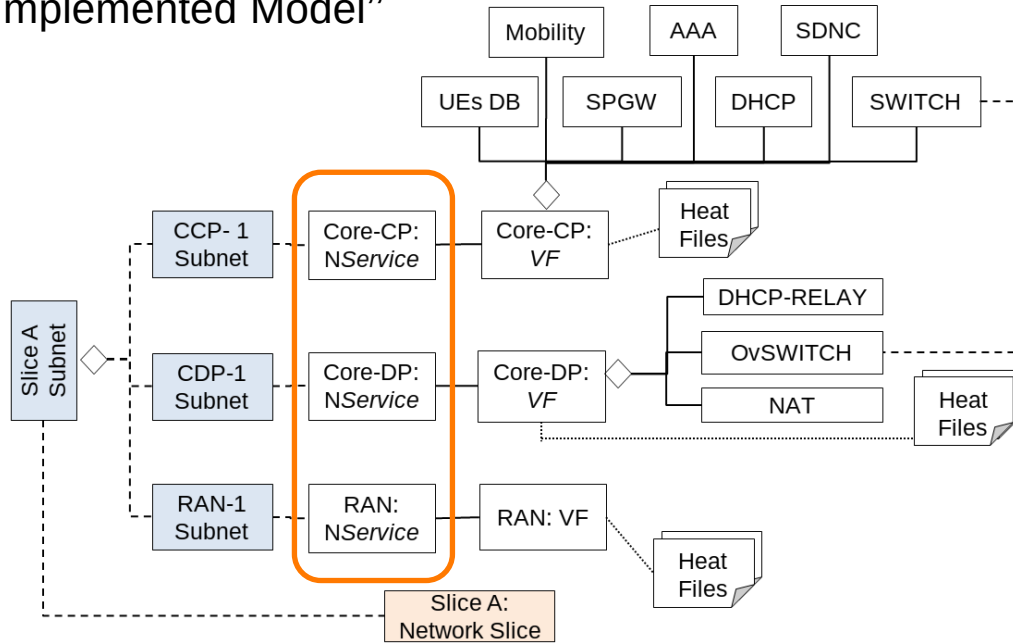 mplemented Model”
Mobility
AAA
SDNC
UEs DB
SPGW
DHCP
SWITCH
Heat
Files
CCP- 1
Subnet
Core-CP:
NService
Core-CP:
VF
DHCP-RELAY
Slice A
Subnet
CDP-1
Subnet
Core-DP:
NService
Core-DP:
VF
OvSWITCH
NAT
Heat
Files
RAN-1
Subnet
RAN:
NService
RAN: VF
Heat
Files
Slice A:
Network Slice